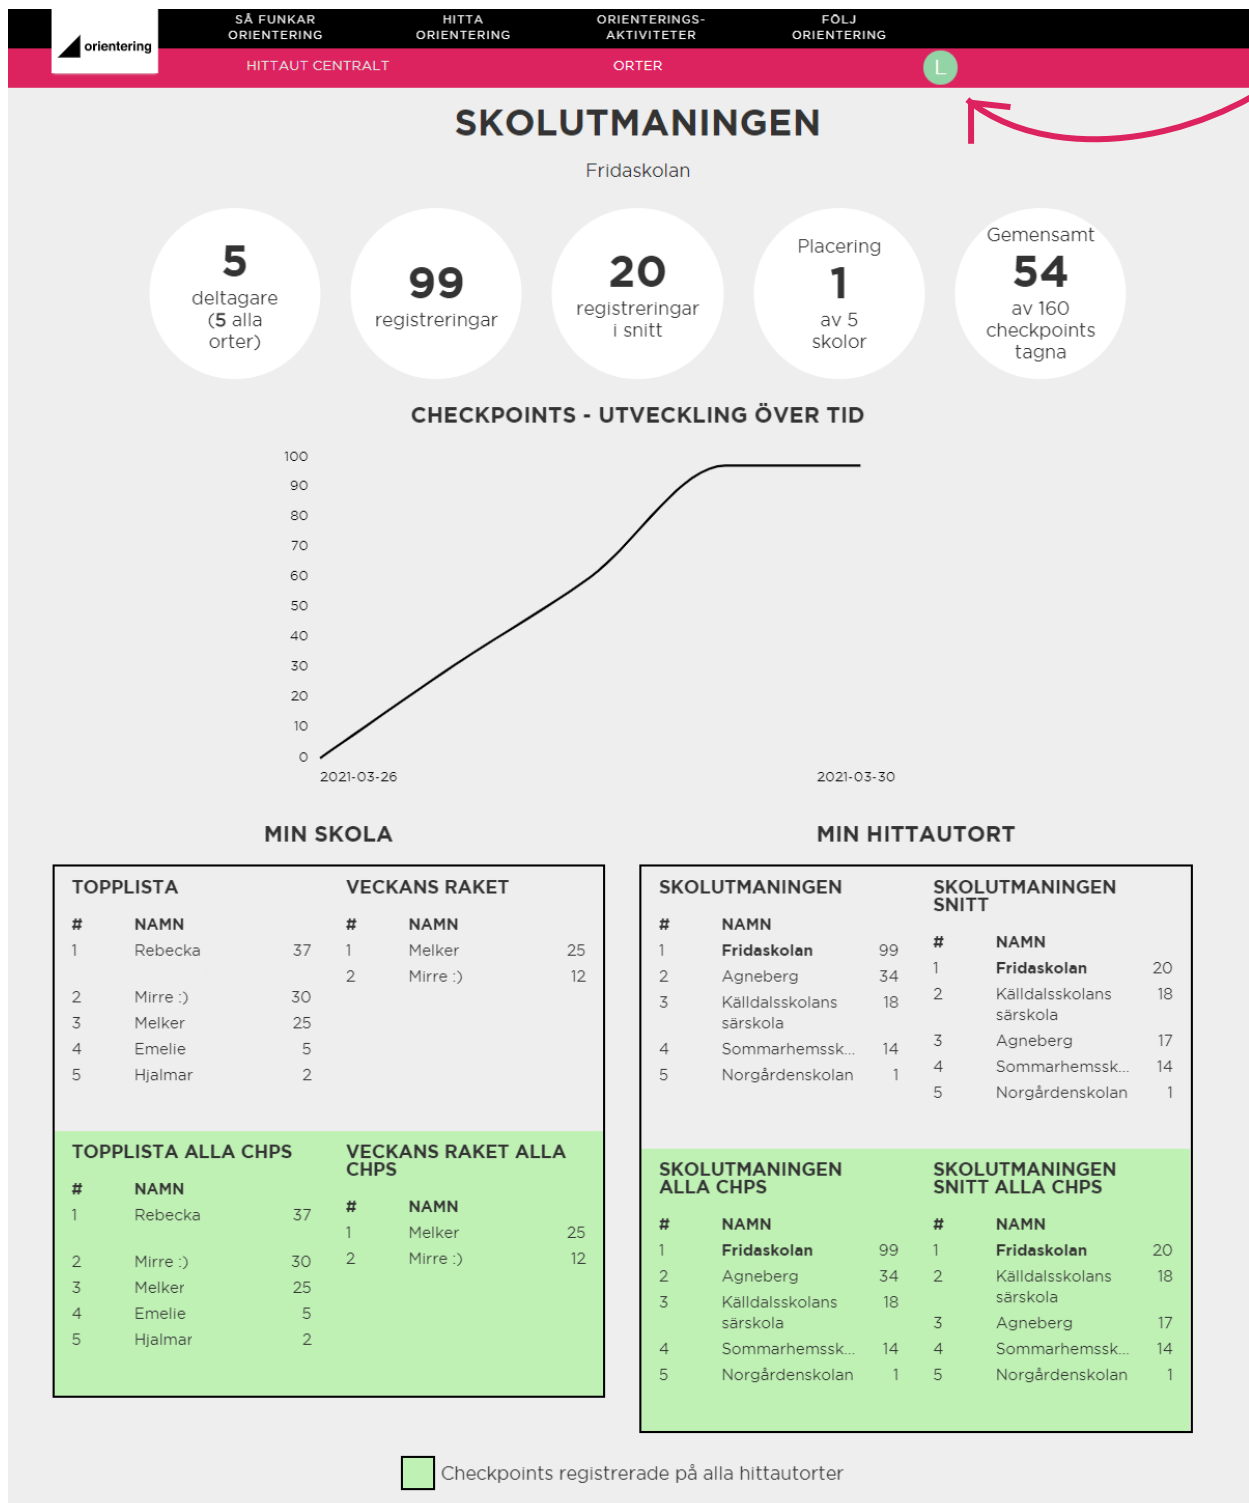 orientering
SÅ FUNKAR
ORIENTERING
HITTA
ORIENTERING
ORIENTERINGS-
AKTIVITETER
FÖLJ
ORIENTERING
HITTAUT CENTRALT
ORTER
L
SKOLUTMANINGEN
Fridaskolan
5
deltagare
(5 alla
orter)
99
registreringar
20
registreringar
i snitt
Placering
1
av 5
skolor
Gemensamt
54
av 160
checkpoints
tagna
CHECKPOINTS - UTVECKLING ÖVER TID
100
90
80
70
60
50
40
30
20
10
0
2021-03-26
2021-03-30
MIN SKOLA
TOPPLISTA
# NAMN
1 Rebecka 37
2 Mirre :) 30
3 Melker 25
4 Emelie 5
5 Hjalmar 2
VECKANS RAKET
# NAMN
1 Melker 25
2 Mirre :) 12
TOPPLISTA ALLA CHPS
# NAMN
1 Rebecka 37
2 Mirre :) 30
3 Melker 25
4 Emelie 5
5 Hjalmar 2
VECKANS RAKET ALLA
CHPS
# NAMN
1 Melker 25
2 Mirre :) 12
MIN HITTAUTORT
SKOLUTMANINGEN
# NAMN
1 Fridaskolan 99
2 Agneberg 34
3 Källdalsskolans 18
särskola
4 Sommarhemssk... 14
5 Norgårdenskolan 1
SKOLUTMANINGEN
SNITT
# NAMN
1 Fridaskolan 20
2 Källdalsskolans 18
särskola
3 Agneberg 17
4 Sommarhemssk... 14
5 Norgårdenskolan 1
SKOLUTMANINGEN
ALLA CHPS
# NAMN
1 Fridaskolan 99
2 Agneberg 34
3 Källdalsskolans 18
särskola
4 Sommarhemssk... 14
5 Norgårdenskolan 1
SKOLUTMANINGEN
SNITT ALLA CHPS
# NAMN
1 Fridaskolan 20
2 Källdalsskolans 18
särskola
3 Agneberg 17
4 Sommarhemssk... 14
5 Norgårdenskolan 1
Checkpoints registrerade på alla hittautorter